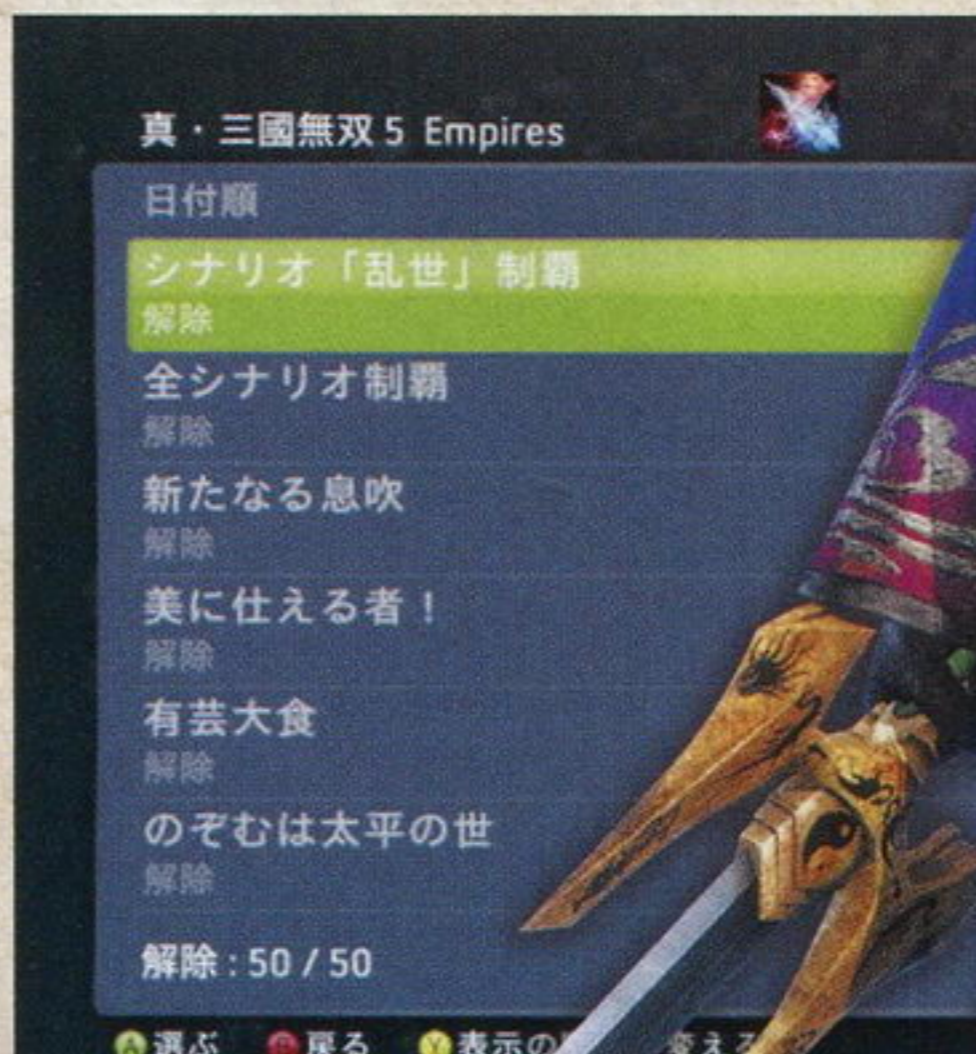 真・三國無双5 Empires
日付順
シナリオ「乱世」制覇
解除
全シナリオ制覇
解除
新たなる息吹
解除
美に仕える者！
解除
有芸大食
解除
のぞむは太平の世
解除
解除：50 / 50
A 選ぶ B 戻る Y 表示の 変える